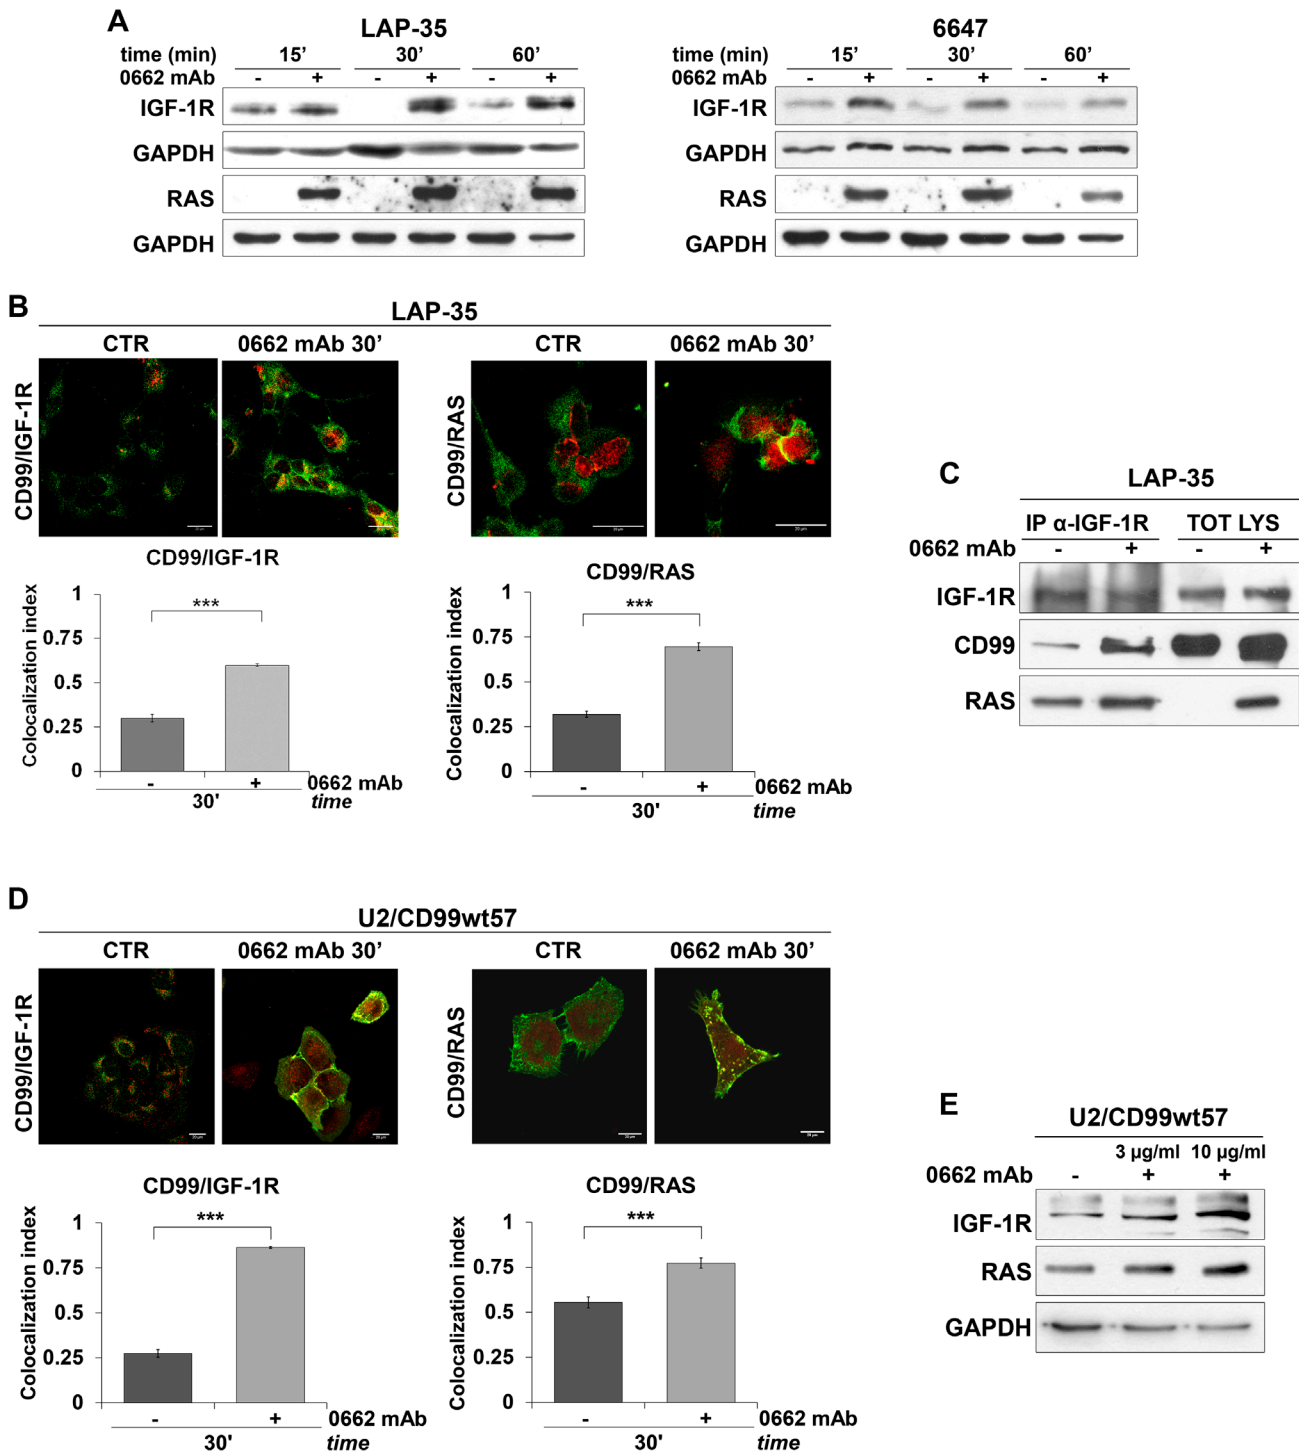 A
LAP-35
time (min) 15’ 30’ 60’
0662 mAb - + - + - +
IGF-1R
GAPDH
RAS
GAPDH
6647
time (min) 15’ 30’ 60’
0662 mAb - + - + - +
IGF-1R
GAPDH
RAS
GAPDH
B
LAP-35
CTR 0662 mAb 30’ CTR 0662 mAb 30’
CD99/IGF-1R
CD99/RAS
CD99/IGF-1R
Colocalization index
1
0.75
0.5
0.25
0
- + 0662 mAb
30' time
CD99/RAS
Colocalization index
1
0.75
0.5
0.25
0
- + 0662 mAb
30' time
C
LAP-35
IP α-IGF-1R TOT LYS
0662 mAb - + - +
IGF-1R
CD99
RAS
D
U2/CD99wt57
CTR 0662 mAb 30’ CTR 0662 mAb 30’
CD99/IGF-1R
CD99/RAS
CD99/IGF-1R
Colocalization index
1
0.75
0.5
0.25
0
- + 0662 mAb
30' time
CD99/RAS
Colocalization index
1
0.75
0.5
0.25
0
- + 0662 mAb
30' time
E
U2/CD99wt57
3 µg/ml 10 µg/ml
0662 mAb - + +
IGF-1R
RAS
GAPDH